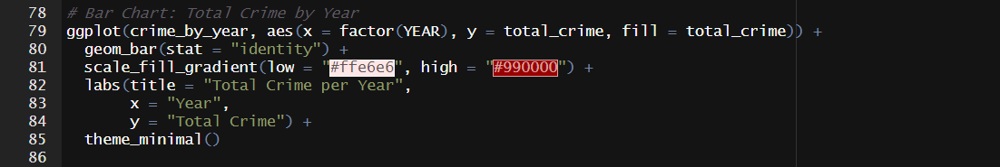 78 # Bar Chart: Total Crime by Year
79 ggplot(crime_by_year, aes(x = factor(YEAR), y = total_crime, fill = total_crime)) +
80   geom_bar(stat = "identity") +
81   scale_fill_gradient(low = "#ffe6e6", high = "#990000") +
82   labs(title = "Total Crime per Year",
83        x = "Year",
84        y = "Total Crime") +
85   theme_minimal()
86